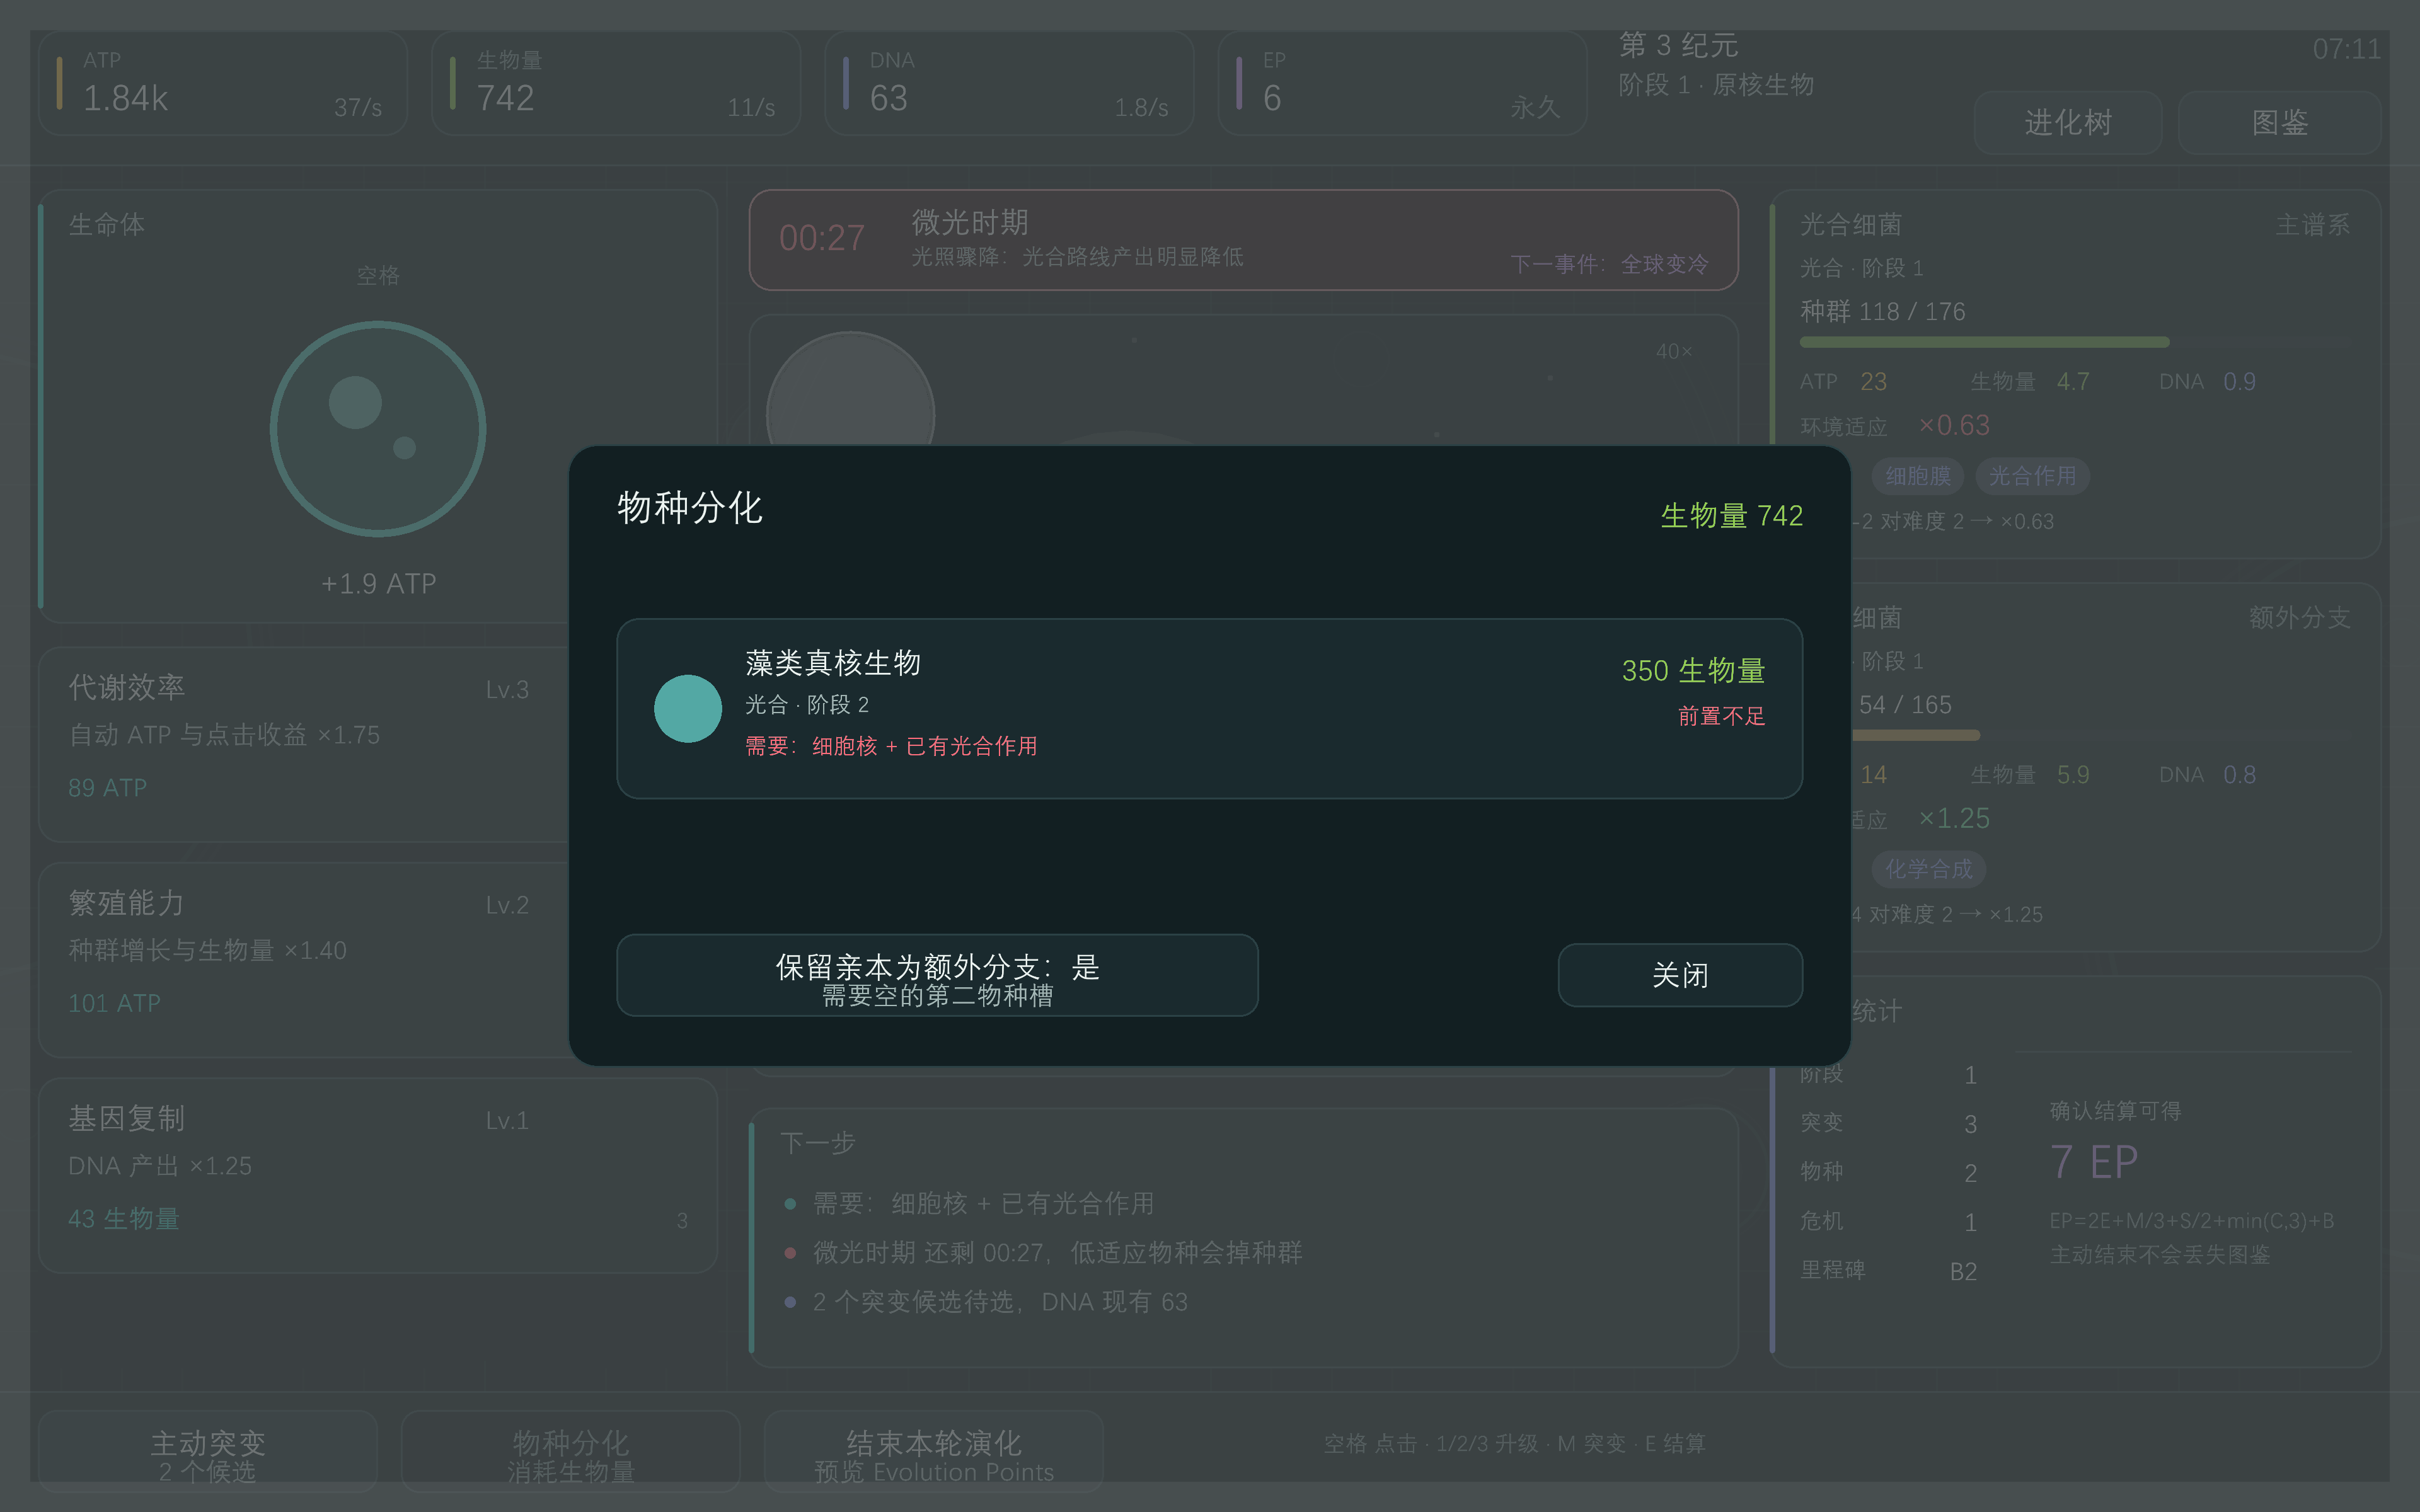 ATP
1.84k
37/s
生物量
742
11/s
DNA
63
1.8/s
EP
6
永久
第 3 纪元
阶段 1 · 原核生物
07:11
进化树
图鉴
生命体
空格
+1.9 ATP
代谢效率
Lv.3
自动 ATP 与点击收益 ×1.75
89 ATP
繁殖能力
Lv.2
种群增长与生物量 ×1.40
101 ATP
基因复制
Lv.1
DNA 产出 ×1.25
43 生物量
3
00:27
微光时期
光照骤降：光合路线产出明显降低
下一事件：全球变冷
40×
物种分化
生物量 742
藻类真核生物
光合 · 阶段 2
需要：细胞核 + 已有光合作用
350 生物量
前置不足
保留亲本为额外分支：是
需要空的第二物种槽
关闭
下一步
需要：细胞核 + 已有光合作用
微光时期 还剩 00:27，低适应物种会掉种群
2 个突变候选待选，DNA 现有 63
光合细菌
主谱系
光合 · 阶段 1
种群 118 / 176
ATP 23
生物量 4.7
DNA 0.9
环境适应 ×0.63
细胞膜
光合作用
-2 对难度 2 → ×0.63
细菌
额外分支
· 阶段 1
54 / 165
14
生物量 5.9
DNA 0.8
适应 ×1.25
化学合成
4 对难度 2 → ×1.25
统计
阶段 1
突变 3
物种 2
危机 1
里程碑 B2
确认结算可得
7 EP
EP=2E+M/3+S/2+min(C,3)+B
主动结束不会丢失图鉴
主动突变
2 个候选
物种分化
消耗生物量
结束本轮演化
预览 Evolution Points
空格 点击 · 1/2/3 升级 · M 突变 · E 结算